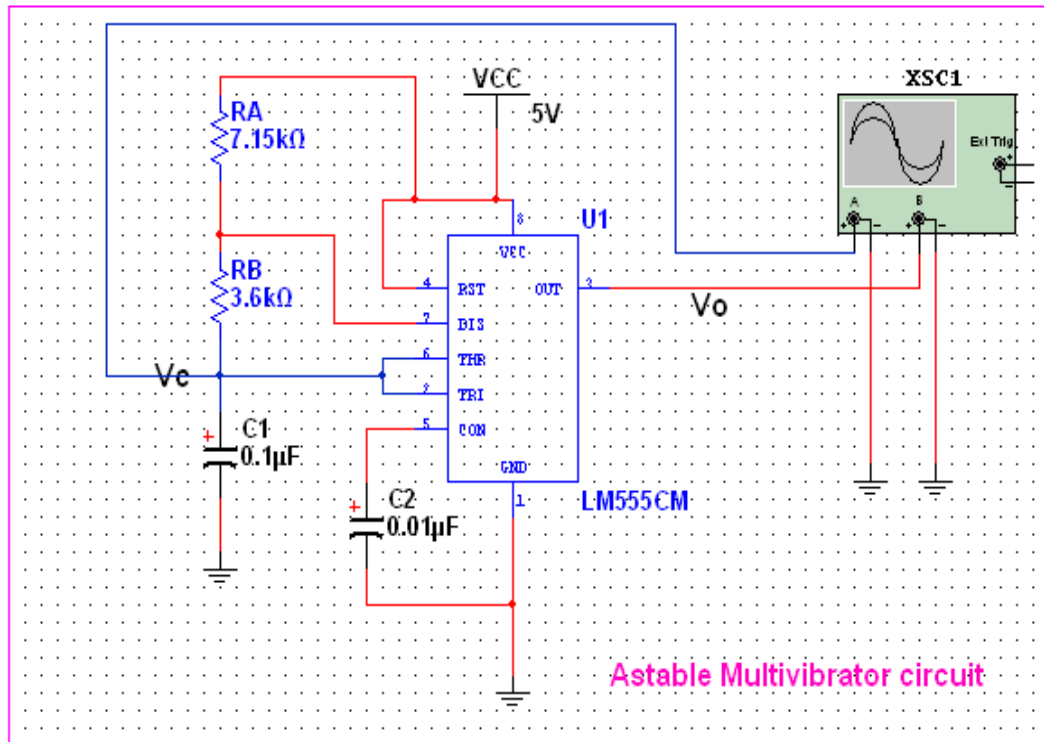 XSC1
VCC
5V
RA
7.15kΩ
Ext Trig
+
−
A
B
+ − + −
8
U1
VCC
RB
3.6kΩ
4 RST OUT 3
Vo
7 DIS
6 THR
Vc
2 TRI
5 CON
+
C1
0.1µF
GND
1
LM555CM
+
C2
0.01µF
Astable Multivibrator circuit